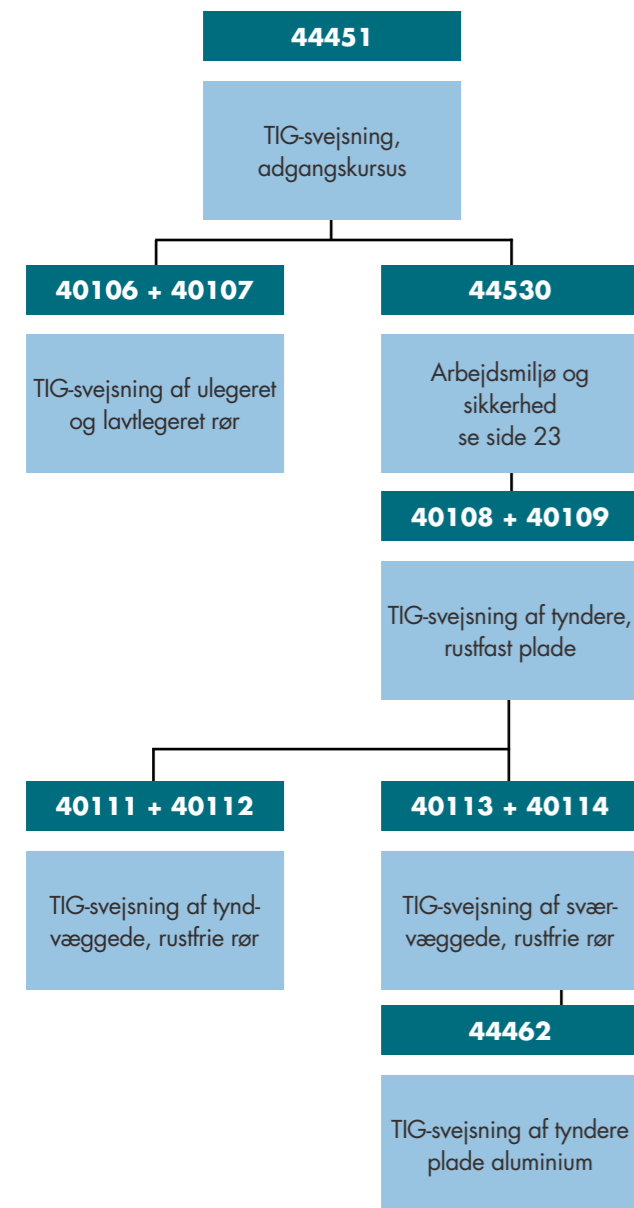 44451
TIG-svejsning,
adgangskursus
40106 + 40107
TIG-svejsning af ulegeret
og lavtlegeret rør
44530
Arbejdsmiljø og
sikkerhed
se side 23
40108 + 40109
TIG-svejsning af tyndere,
rustfast plade
40111 + 40112
TIG-svejsning af tynd-
væggede, rustfrie rør
40113 + 40114
TIG-svejsning af svær-
væggede, rustfrie rør
44462
TIG-svejsning af tyndere
plade aluminium